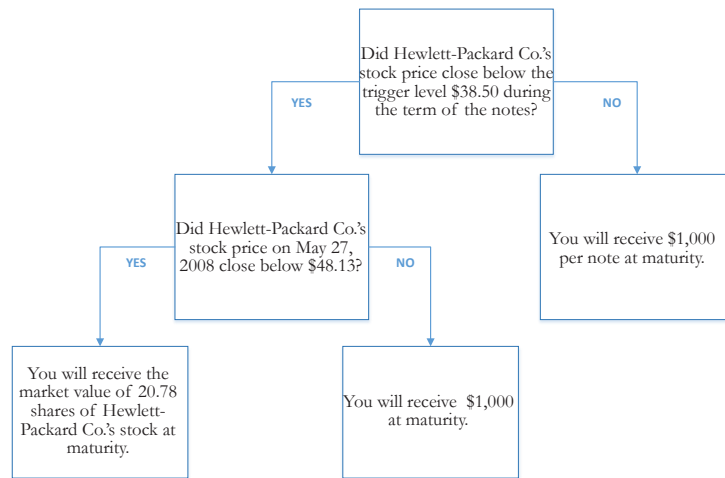 Did Hewlett-Packard Co.'s
stock price close below the
trigger level $38.50 during
the term of the notes?
YES
NO
Did Hewlett-Packard Co.'s
stock price on May 27,
2008 close below $48.13?
You will receive $1,000
per note at maturity.
YES
NO
You will receive the
market value of 20.78
shares of Hewlett-
Packard Co.'s stock at
maturity.
You will receive $1,000
at maturity.